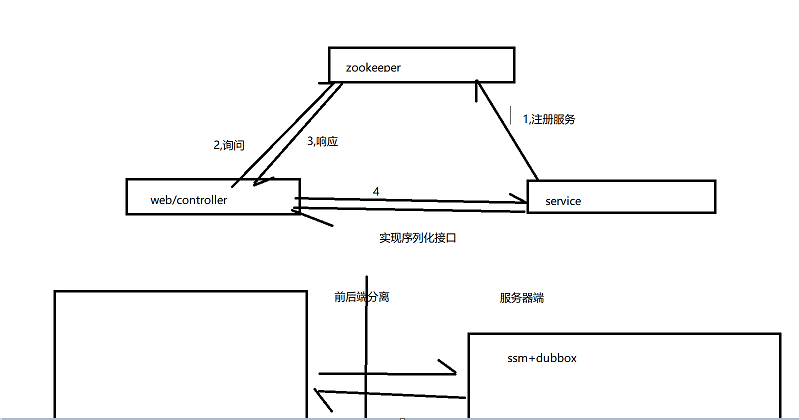 zookeeper
1,注册服务
2,询问
3,响应
4
web/controller
service
实现序列化接口
前后端分离
服务器端
ssm+dubbox